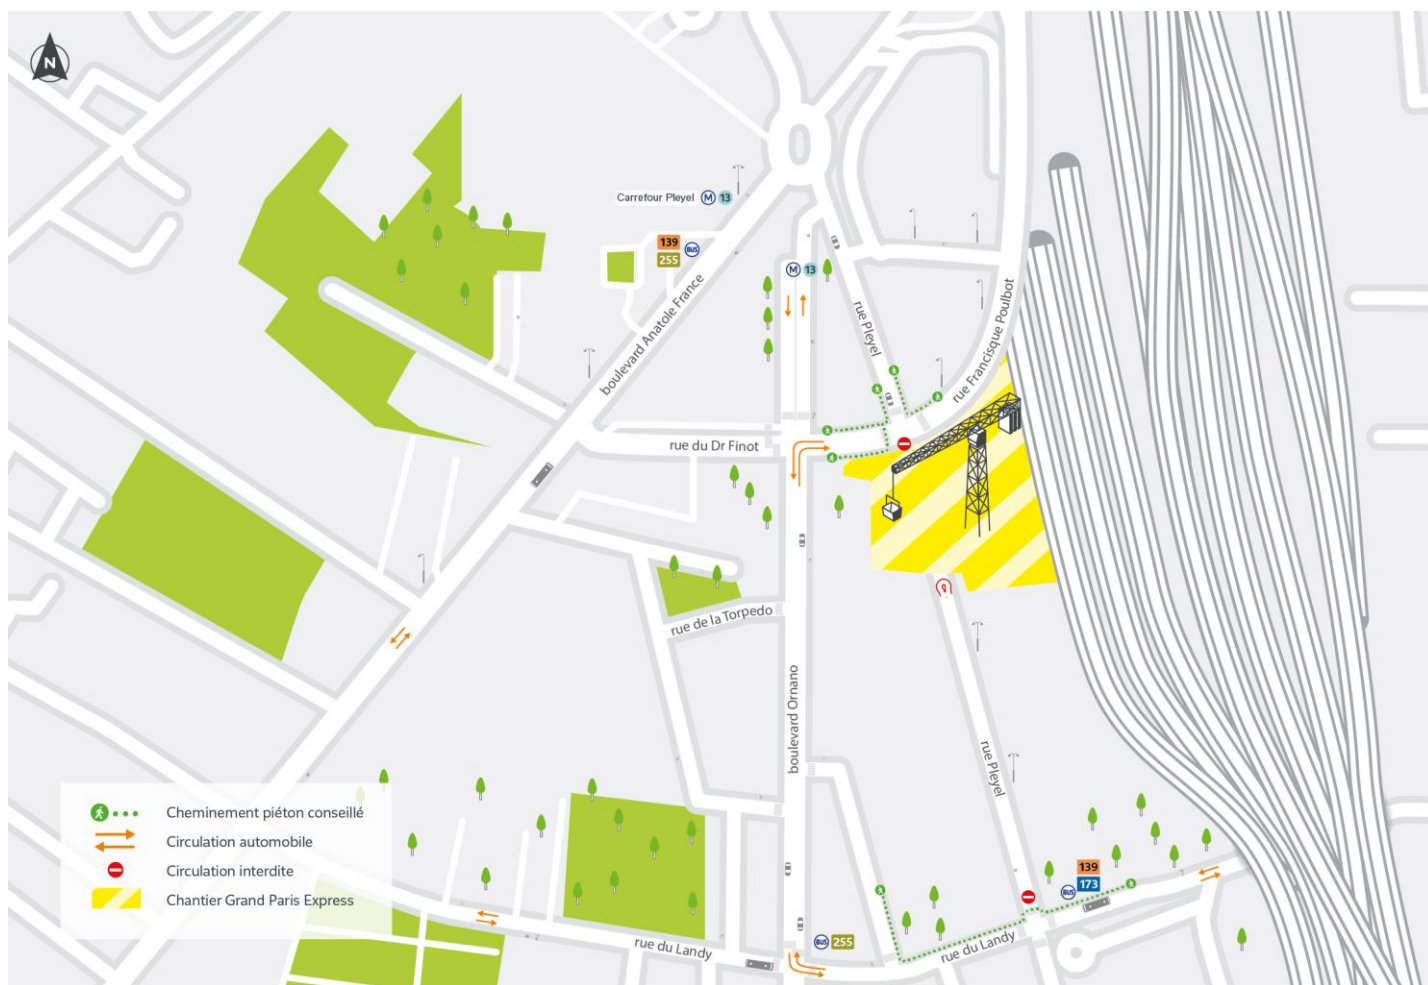 N
Carrefour Pleyel M 13
139
BUS
255
M 13
boulevard Anatole France
rue Pleyel
rue Francisque Poulbot
rue du Dr Finot
rue de la Torpedo
boulevard Ornano
rue Pleyel
Cheminement piéton conseillé
Circulation automobile
Circulation interdite
Chantier Grand Paris Express
139
BUS 173
rue du Landy
BUS 255
rue du Landy